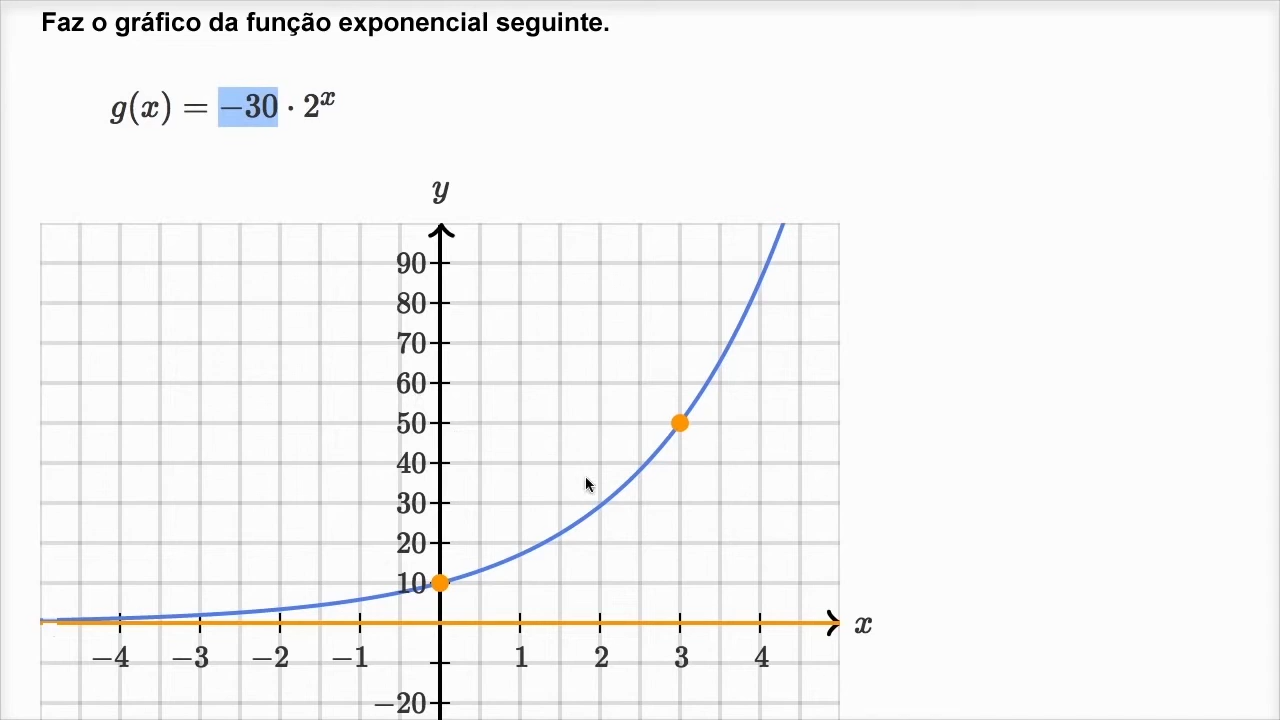 Faz o gráfico da função exponencial seguinte.
g(x) = −30 · 2^x
y
90
80
70
60
50
40
30
20
10
x
−4 −3 −2 −1 1 2 3 4
−20